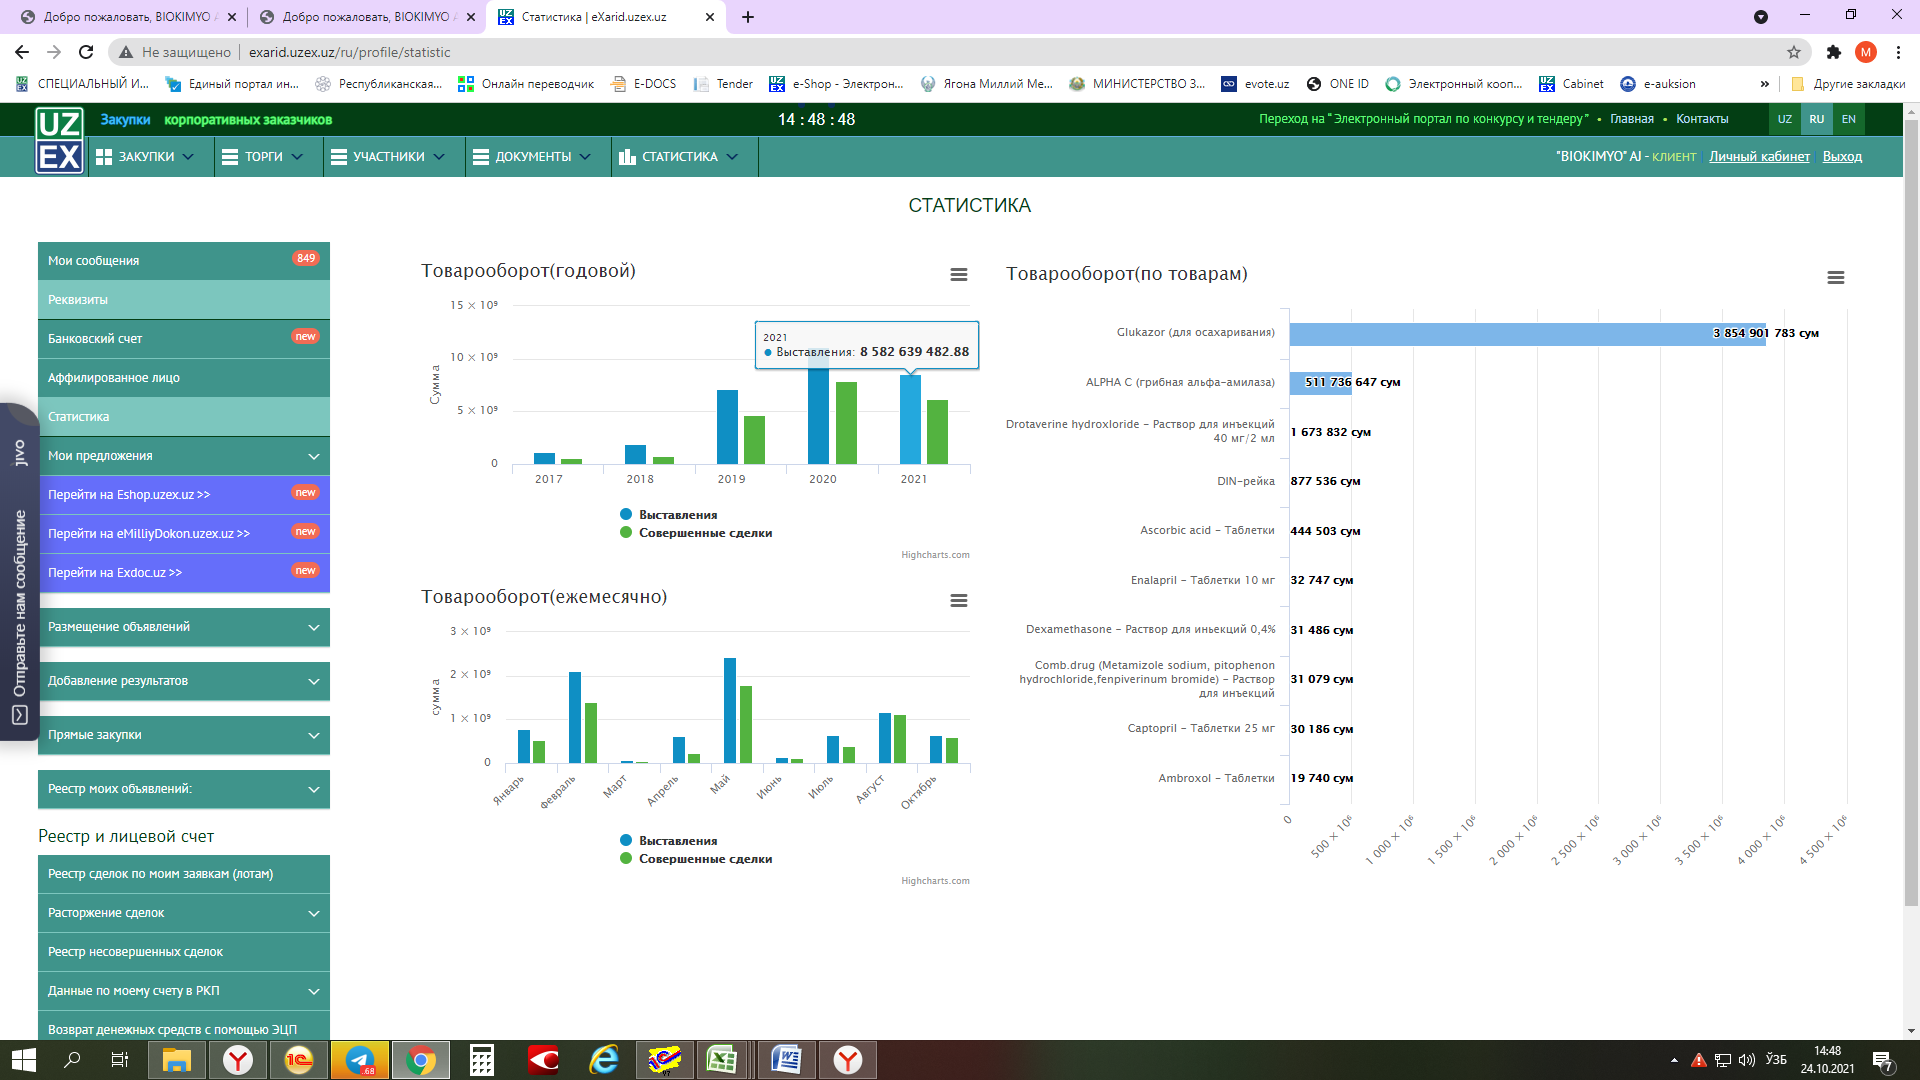 Добро пожаловать, BIOKIMYO
Добро пожаловать, BIOKIMYO
Статистика | eXarid.uzex.uz
Не защищено
exarid.uzex.uz/ru/profile/statistic
M
СПЕЦИАЛЬНЫЙ И...
Единый портал ин...
Республиканская...
Онлайн переводчик
E-DOCS
Tender
e-Shop - Электрон...
Ягона Миллий Ме...
МИНИСТЕРСТВО З...
evote.uz
ONE ID
Электронный кооп...
Cabinet
e-auksion
»
Другие закладки
UZ
EX
Закупки корпоративных заказчиков
14 : 48 : 48
Переход на " Электронный портал по конкурсу и тендеру " • Главная • Контакты
UZ RU EN
ЗАКУПКИ
ТОРГИ
УЧАСТНИКИ
ДОКУМЕНТЫ
СТАТИСТИКА
"BIOKIMYO" AJ - КЛИЕНТ
Личный кабинет
Выход
СТАТИСТИКА
Мои сообщения 849
Реквизиты
Банковский счет new
Аффилированное лицо
Статистика
Мои предложения
Перейти на Eshop.uzex.uz >> new
Перейти на eMilliyDokon.uzex.uz >> new
Перейти на Exdoc.uz >> new
Размещение объявлений
Добавление результатов
Прямые закупки
Реестр моих объявлений:
Реестр и лицевой счет
Реестр сделок по моим заявкам (лотам)
Расторжение сделок
Реестр несовершенных сделок
Данные по моему счету в РКП
Возврат денежных средств с помощью ЭЦП
jivo
Отправьте нам сообщение
Товарооборот(годовой)
Сумма
15 × 10⁹
10 × 10⁹
5 × 10⁹
0
2021
Выставления: 8 582 639 482.88
2017
2018
2019
2020
2021
Выставления
Совершенные сделки
Highcharts.com
Товарооборот(ежемесячно)
сумма
3 × 10⁹
2 × 10⁹
1 × 10⁹
0
Январь
Февраль
Март
Апрель
Май
Июнь
Июль
Август
Октябрь
Выставления
Совершенные сделки
Highcharts.com
Товарооборот(по товарам)
Glukazor (для осахаривания)
3 854 901 783 сум
ALPHA C (грибная альфа-амилаза)
511 736 647 сум
Drotaverine hydroxloride - Раствор для инъекций
40 мг/2 мл
1 673 832 сум
DIN-рейка
877 536 сум
Ascorbic acid - Таблетки
444 503 сум
Enalapril - Таблетки 10 мг
32 747 сум
Dexamethasone - Раствор для иньекций 0,4%
31 486 сум
Comb.drug (Metamizole sodium, pitophenon
hydrochloride,fenpiverinum bromide) - Раствор
для инъекций
31 079 сум
Captopril - Таблетки 25 мг
30 186 сум
Ambroxol - Таблетки
19 740 сум
0
500 × 10⁶
1 000 × 10⁶
1 500 × 10⁶
2 000 × 10⁶
2 500 × 10⁶
3 000 × 10⁶
3 500 × 10⁶
4 000 × 10⁶
4 500 × 10⁶
ЎЗБ
14:48
24.10.2021
7